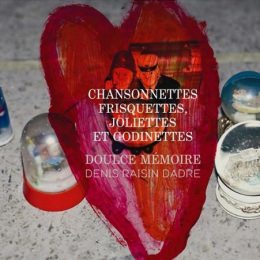 CHANSONNETTES
FRISQUETTES,
JOLIETTES
ET GODINETTES
DOULCE MÉMOIRE
DENIS RAISIN DADRE